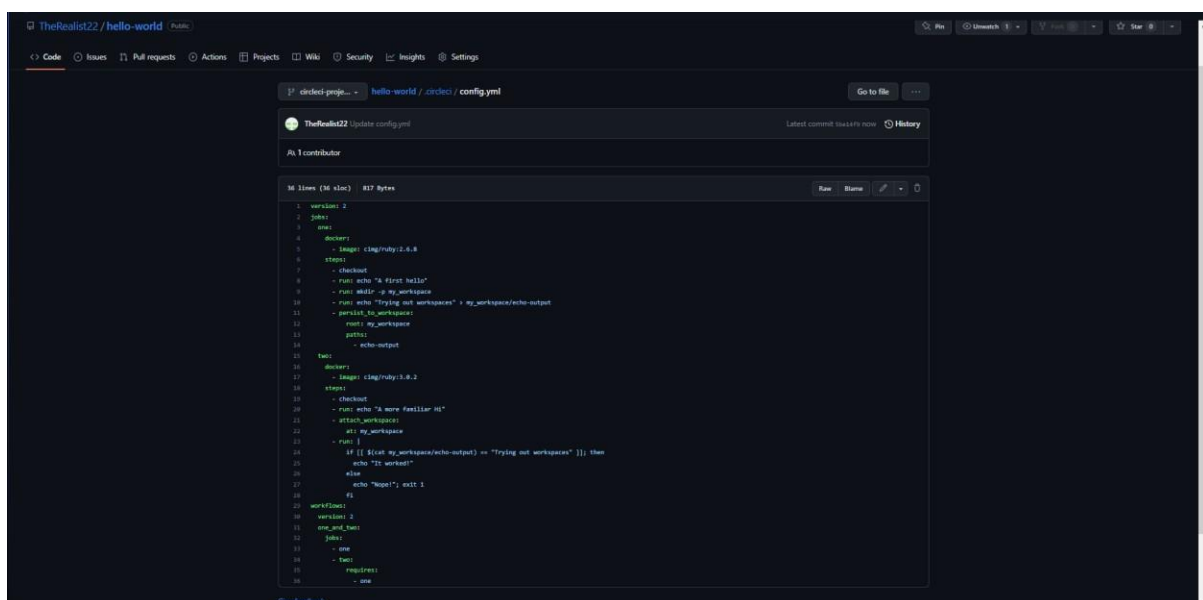 TheRealist22 / hello-world Public
Pin Unwatch 1 Star 0
Code Issues Pull requests Actions Projects Wiki Security Insights Settings
circleci-proje... hello-world / .circleci / config.yml Go to file ...
TheRealist22 Update config.yml Latest commit now History
1 contributor
36 lines (36 sloc) 817 Bytes Raw Blame
1 version: 2
2 jobs:
3 one:
4 docker:
5 - image: cimg/ruby:2.6.8
6 steps:
7 - checkout
8 - run: echo "A first hello"
9 - run: mkdir -p my_workspace
10 - run: echo "Trying out workspaces" > my_workspace/echo-output
11 - persist_to_workspace:
12 root: my_workspace
13 paths:
14 - echo-output
15 two:
16 docker:
17 - image: cimg/ruby:3.0.2
18 steps:
19 - checkout
20 - run: echo "A more familiar Hi"
21 - attach_workspace:
22 at: my_workspace
23 - run: |
24 if [[ $(cat my_workspace/echo-output) == "Trying out workspaces" ]]; then
25 echo "It worked!"
26 else
27 echo "Nope!"; exit 1
28 fi
29 workflows:
30 version: 2
31 one_and_two:
32 jobs:
33 - one
34 - two:
35 requires:
36 - one